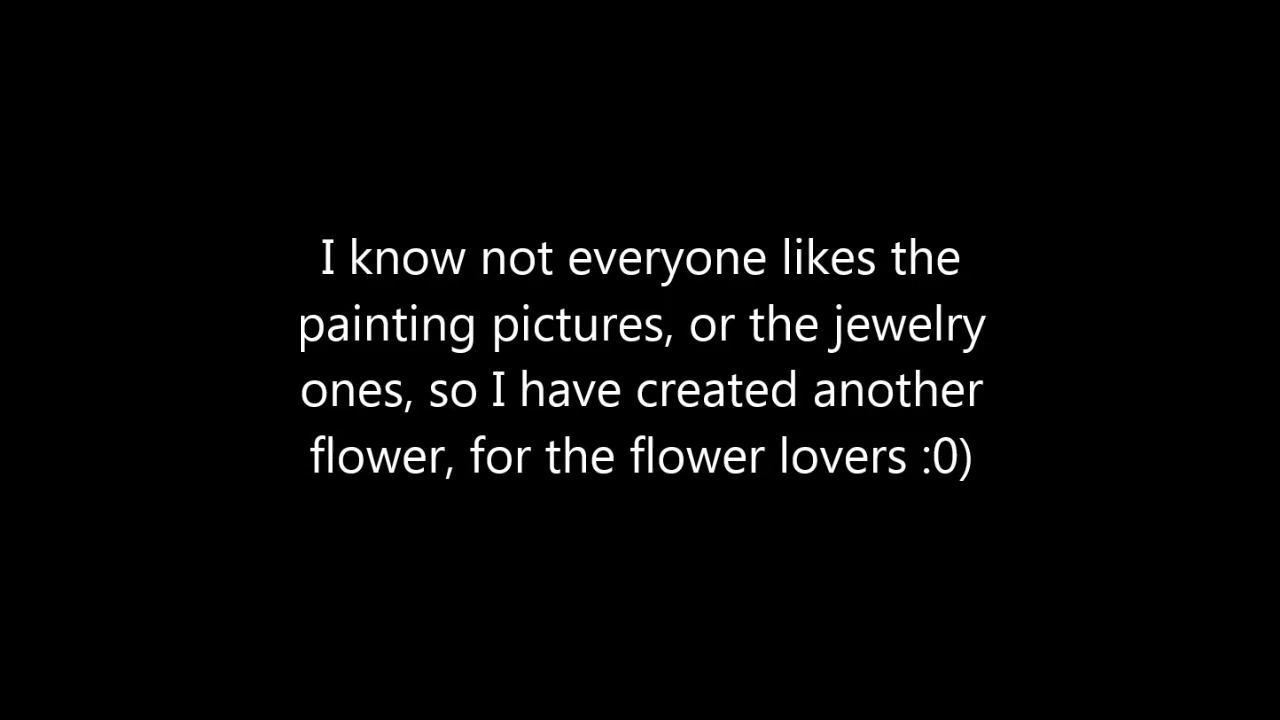 I know not everyone likes the
painting pictures, or the jewelry
ones, so I have created another
flower, for the flower lovers :0)